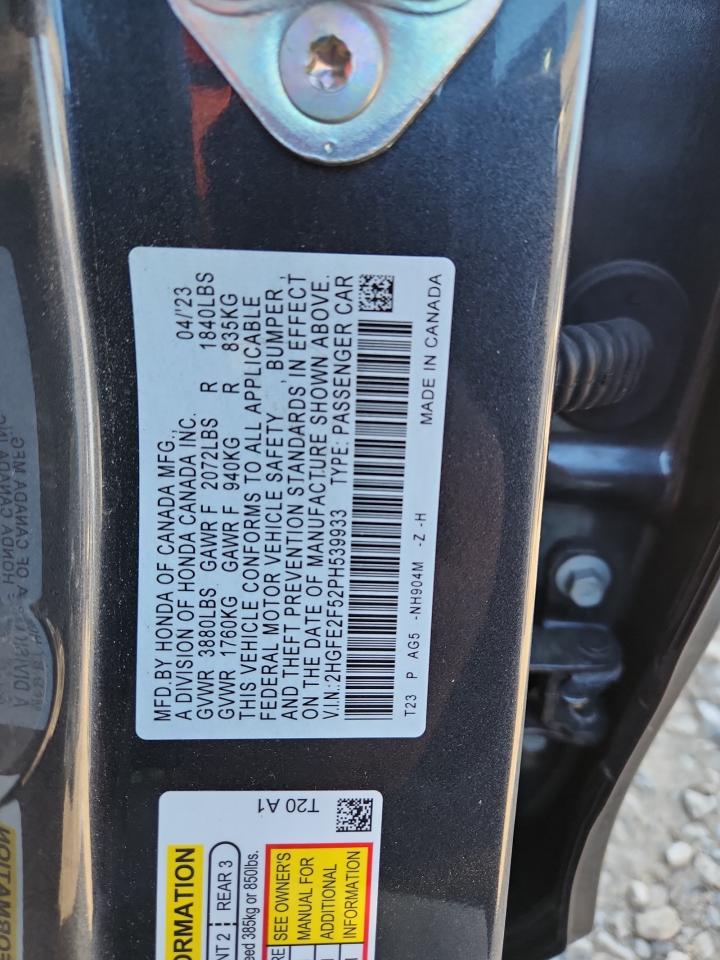 MFD.BY HONDA OF CANADA MFG.,
A DIVISION OF HONDA CANADA INC. 04/'23
GVWR 3880LBS GAWR F 2072LBS R 1840LBS
GVWR 1760KG GAWR F 940KG R 835KG
THIS VEHICLE CONFORMS TO ALL APPLICABLE
FEDERAL MOTOR VEHICLE SAFETY , BUMPER ,
AND THEFT PREVENTION STANDARDS IN EFFECT
ON THE DATE OF MANUFACTURE SHOWN ABOVE.
V.I.N.:2HGFE2F52PH539933 TYPE: PASSENGER CAR
T23 P AG5 -NH904M -Z -H MADE IN CANADA
T20 A1
REAR 3
385kg or 850lbs.
SEE OWNER'S
MANUAL FOR
ADDITIONAL
INFORMATION